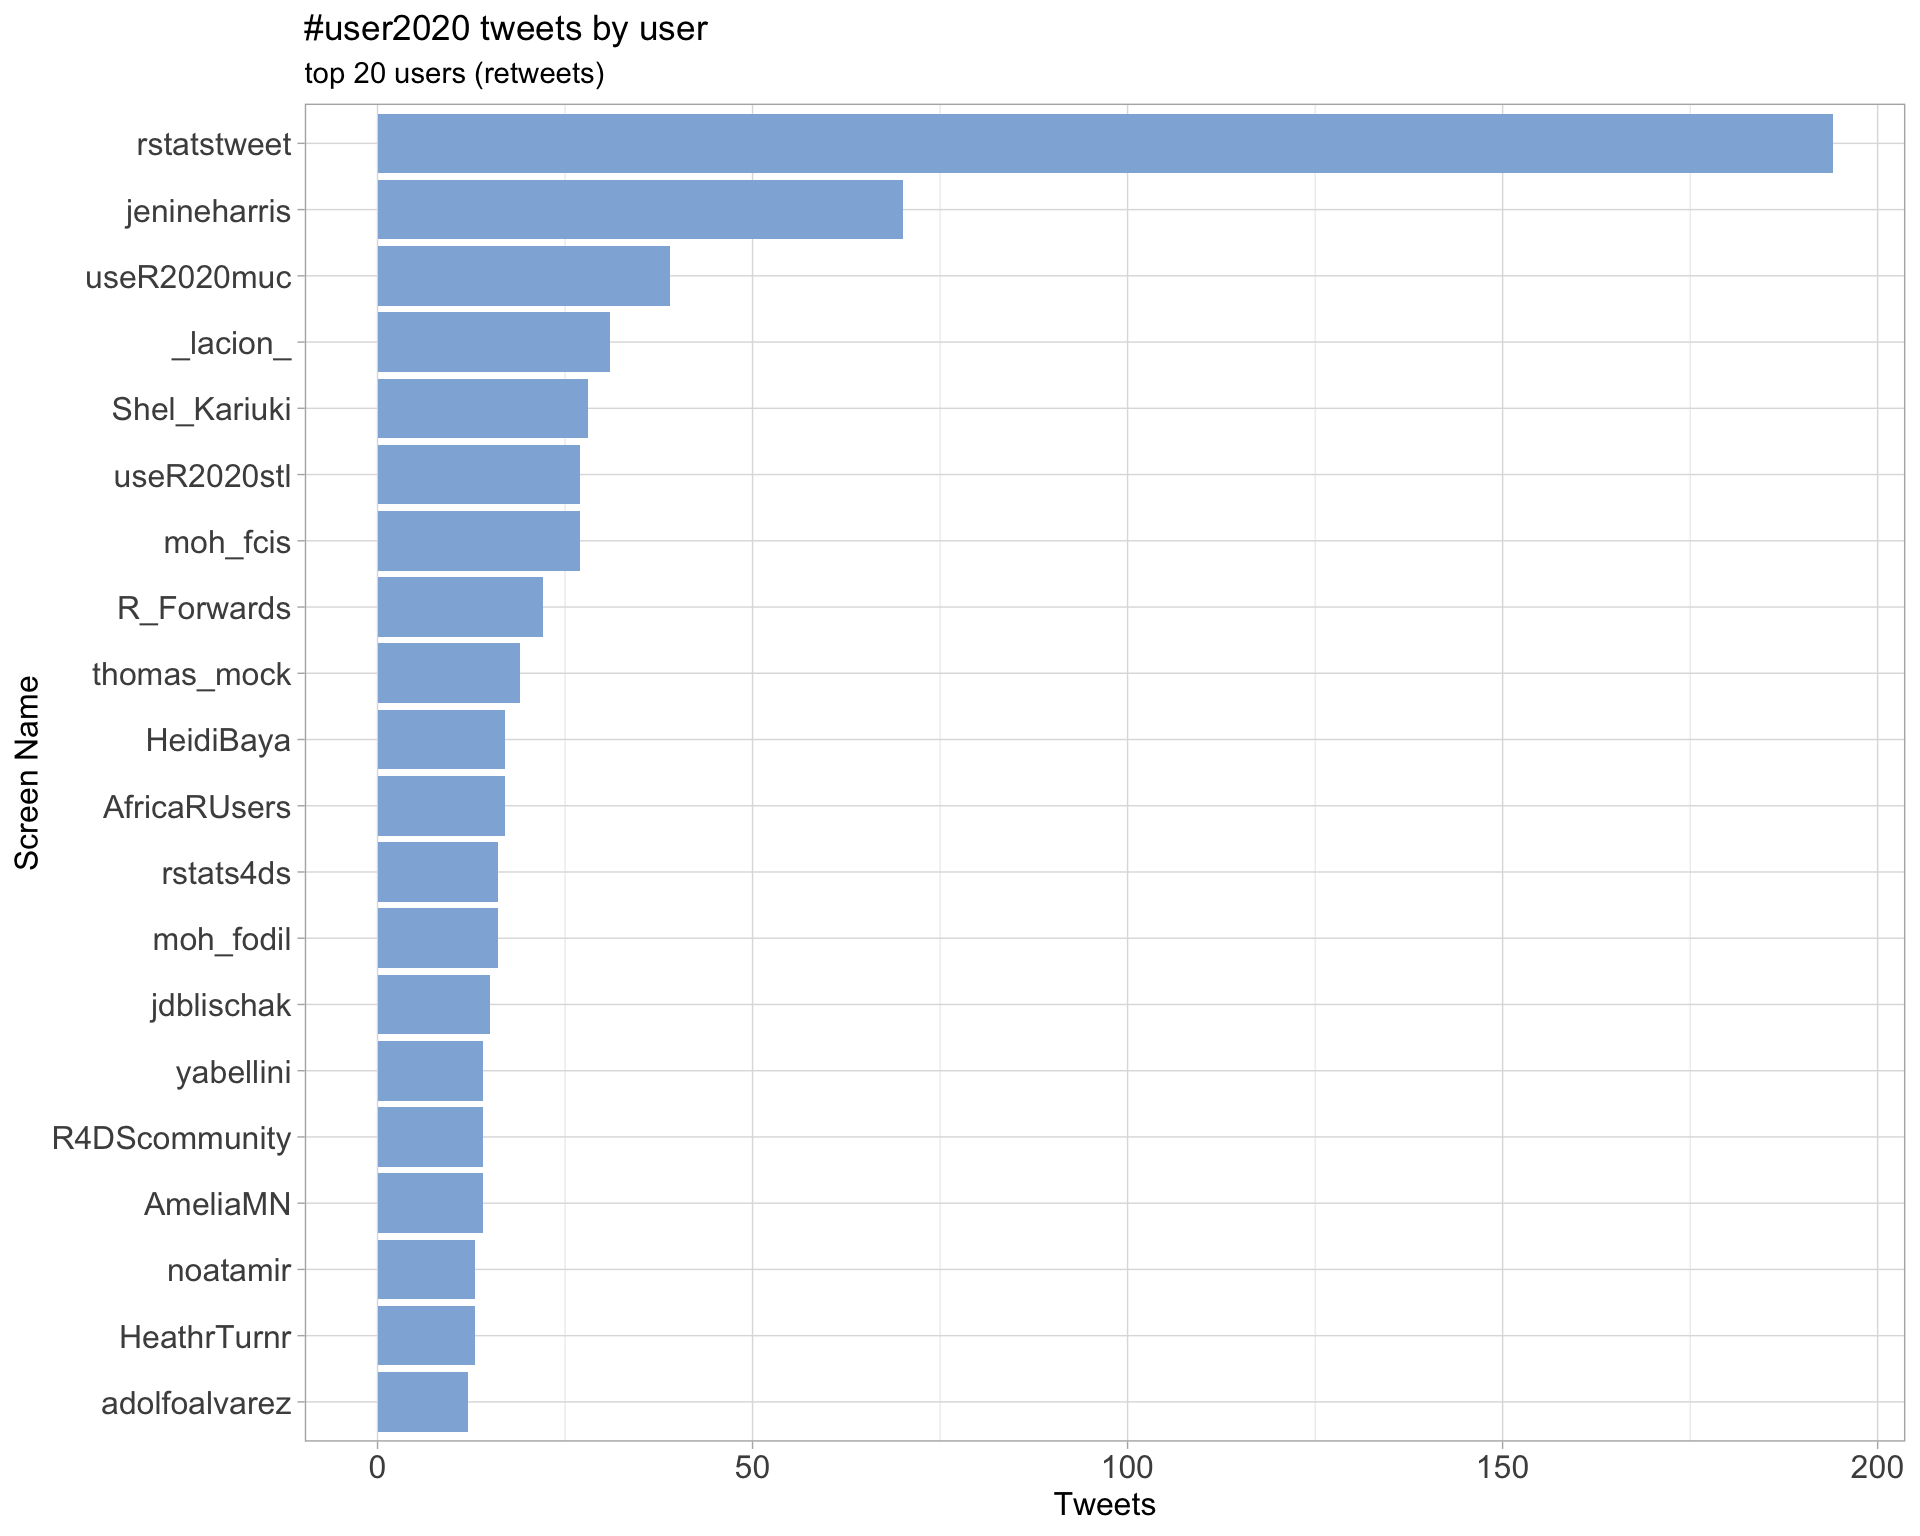 #user2020 tweets by user
top 20 users (retweets)
rstatstweet
jenineharris
useR2020muc
_lacion_
Shel_Kariuki
useR2020stl
moh_fcis
R_Forwards
thomas_mock
HeidiBaya
AfricaRUsers
rstats4ds
moh_fodil
jdblischak
yabellini
R4DScommunity
AmeliaMN
noatamir
HeathrTurnr
adolfoalvarez
Screen Name
0 50 100 150 200
Tweets